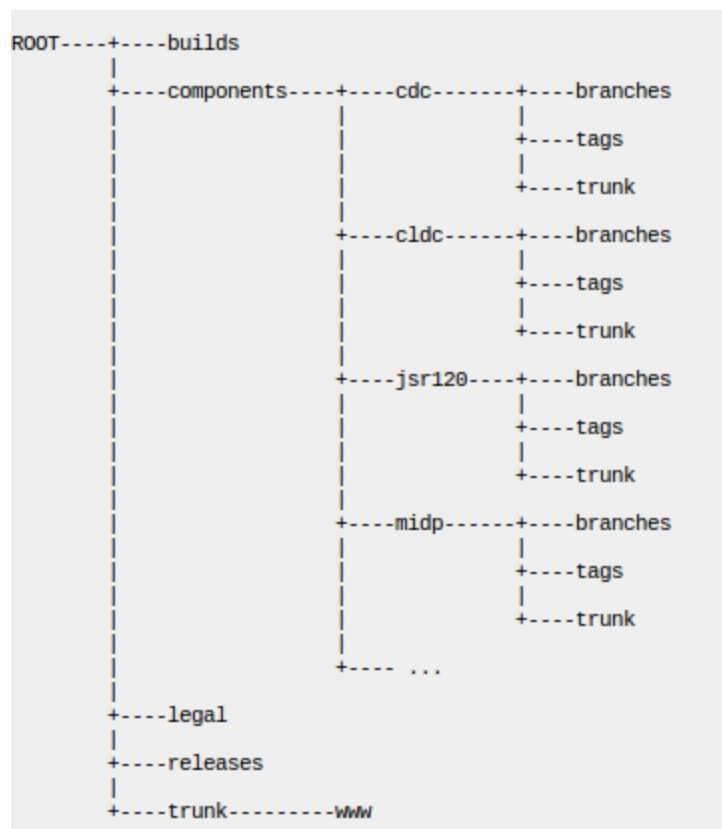 ROOT----+----builds
        |
        +----components----+----cdc-------+----branches
        |                  |              |
        |                  |              +----tags
        |                  |              |
        |                  |              +----trunk
        |                  |
        |                  +----cldc------+----branches
        |                  |              |
        |                  |              +----tags
        |                  |              |
        |                  |              +----trunk
        |                  |
        |                  +----jsr120----+----branches
        |                  |              |
        |                  |              +----tags
        |                  |              |
        |                  |              +----trunk
        |                  |
        |                  +----midp------+----branches
        |                  |              |
        |                  |              +----tags
        |                  |              |
        |                  |              +----trunk
        |                  |
        |                  +---- ...
        |
        +----legal
        |
        +----releases
        |
        +----trunk---------www